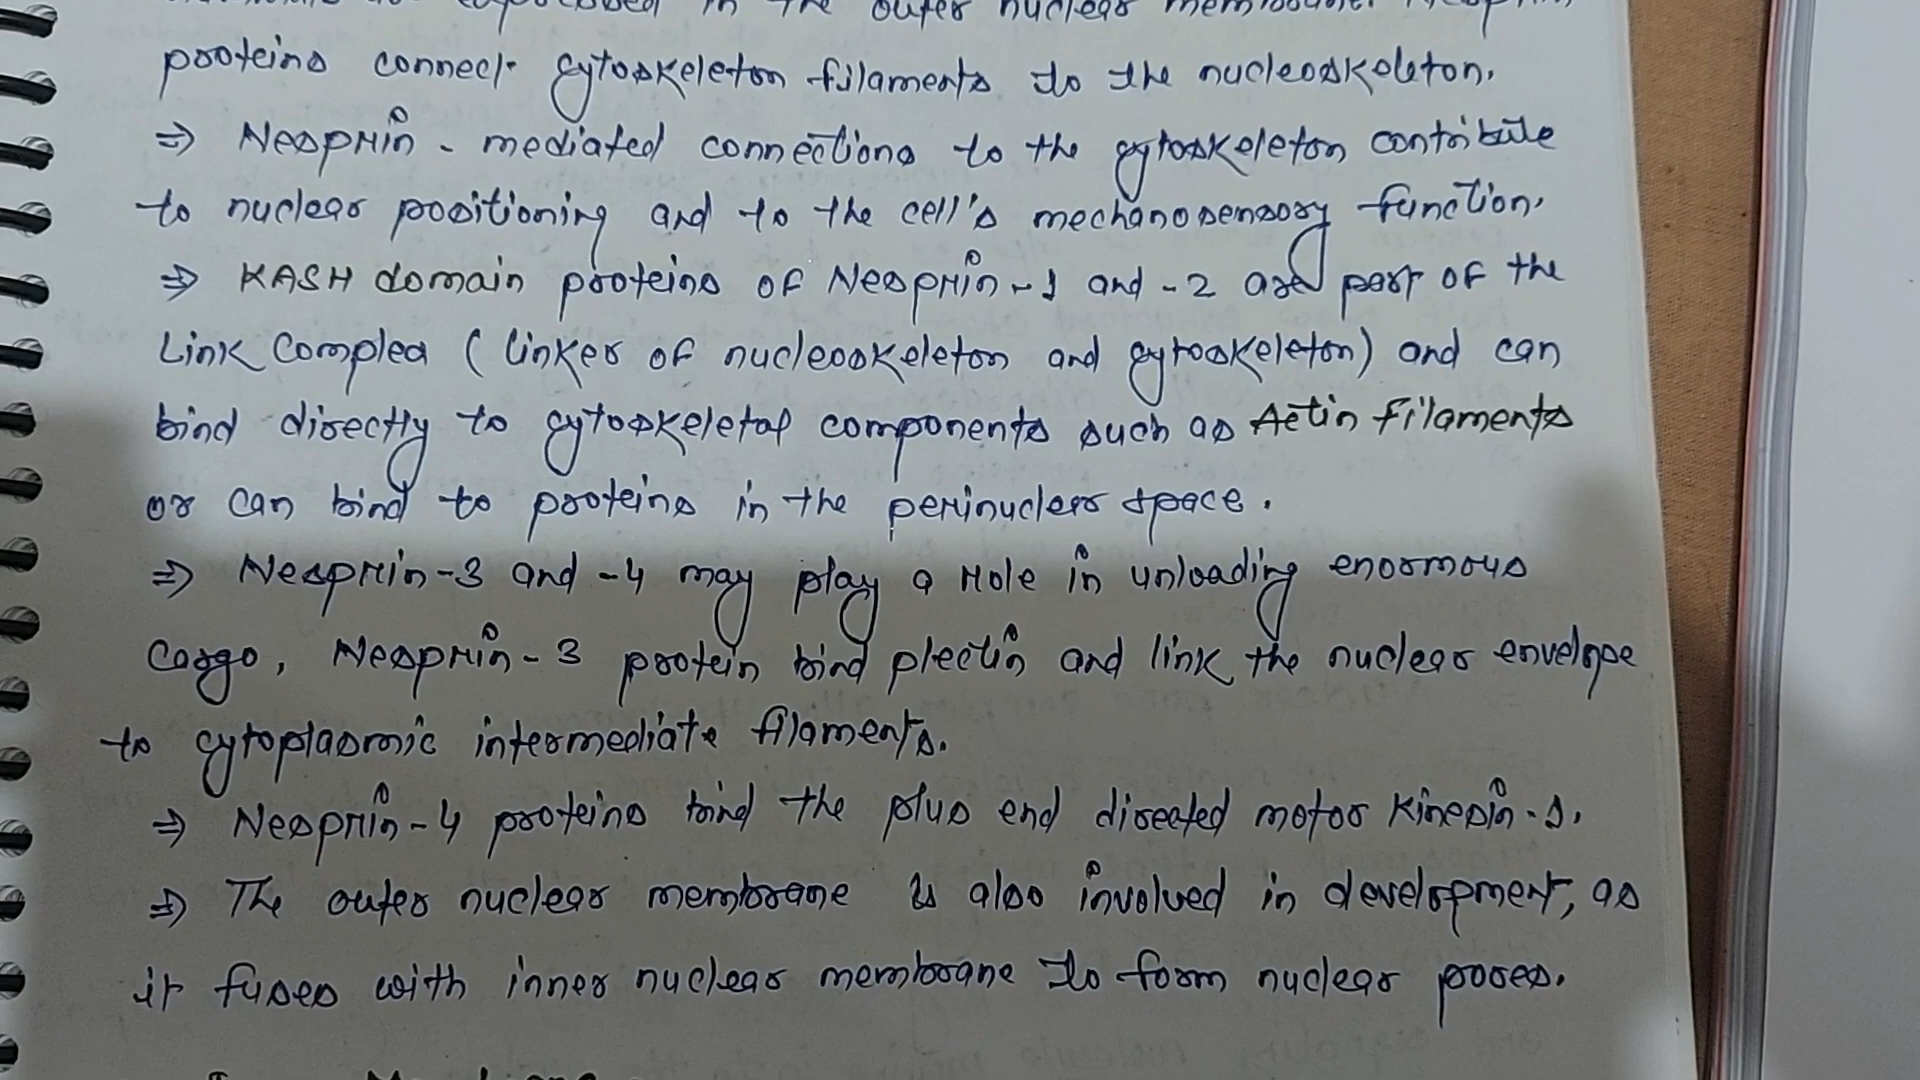 in the outer nuclear membrane.
proteins connect cytoskeleton filaments to the nucleoskeleton.
⇒ Nesprin - mediated connections to the cytoskeleton contribute
to nuclear positioning and to the cell's mechanosensory function.
⇒ KASH domain proteins of Nesprin-1 and -2 are part of the
Link Complex ( linker of nucleoskeleton and cytoskeleton) and can
bind directly to cytoskeletal components such as Actin filaments
or can bind to proteins in the perinuclear space.
⇒ Nesprin-3 and -4 may play a role in unloading enormous
cargo, Nesprin-3 protein bind plectin and link the nuclear envelope
to cytoplasmic intermediate filaments.
⇒ Nesprin-4 proteins bind the plus end directed motor Kinesin-1.
⇒ The outer nuclear membrane is also involved in development, as
it fuses with inner nuclear membrane to form nuclear pores.